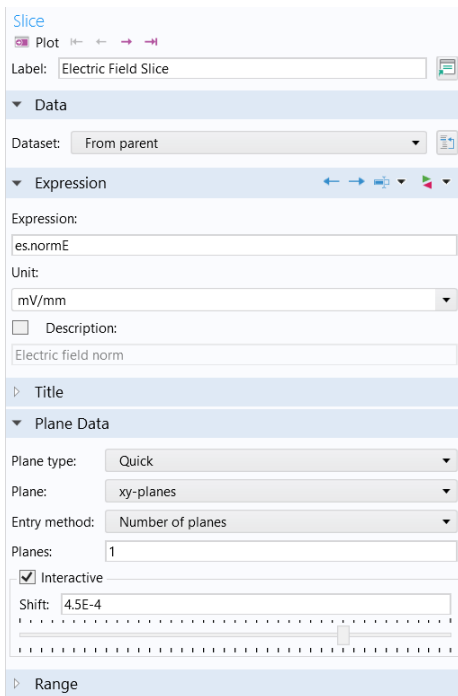 Slice
Plot
Label: Electric Field Slice
Data
Dataset: From parent
Expression
Expression:
es.normE
Unit:
mV/mm
Description:
Electric field norm
Title
Plane Data
Plane type: Quick
Plane: xy-planes
Entry method: Number of planes
Planes: 1
Interactive
Shift: 4.5E-4
Range